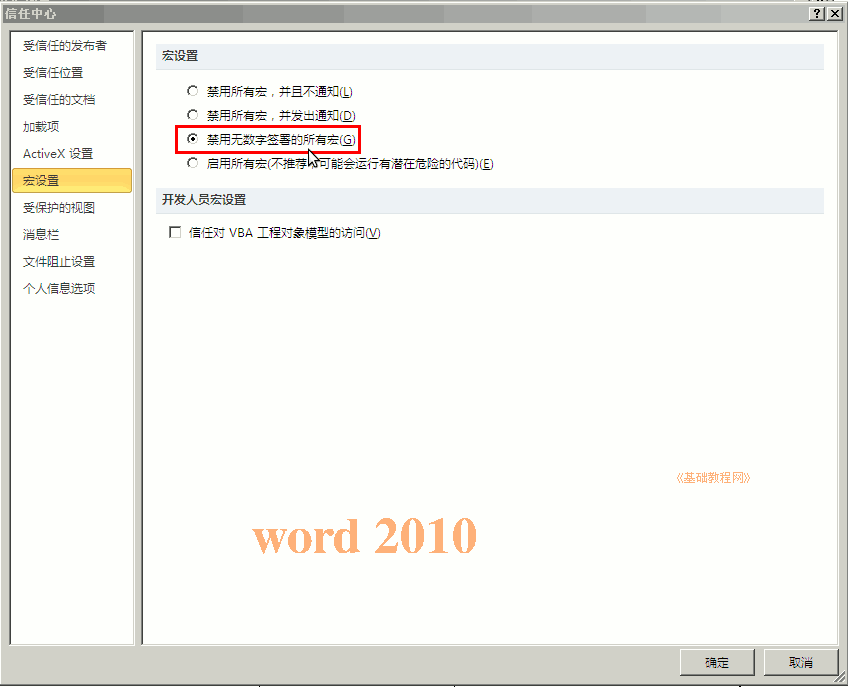 信任中心
受信任的发布者
受信任位置
受信任的文档
加载项
ActiveX 设置
宏设置
受保护的视图
消息栏
文件阻止设置
个人信息选项
宏设置
禁用所有宏，并且不通知(L)
禁用所有宏，并发出通知(D)
禁用无数字签署的所有宏(G)
启用所有宏(不推荐 可能会运行有潜在危险的代码)(E)
开发人员宏设置
信任对 VBA 工程对象模型的访问(V)
《基础教程网》
word 2010
确定
取消